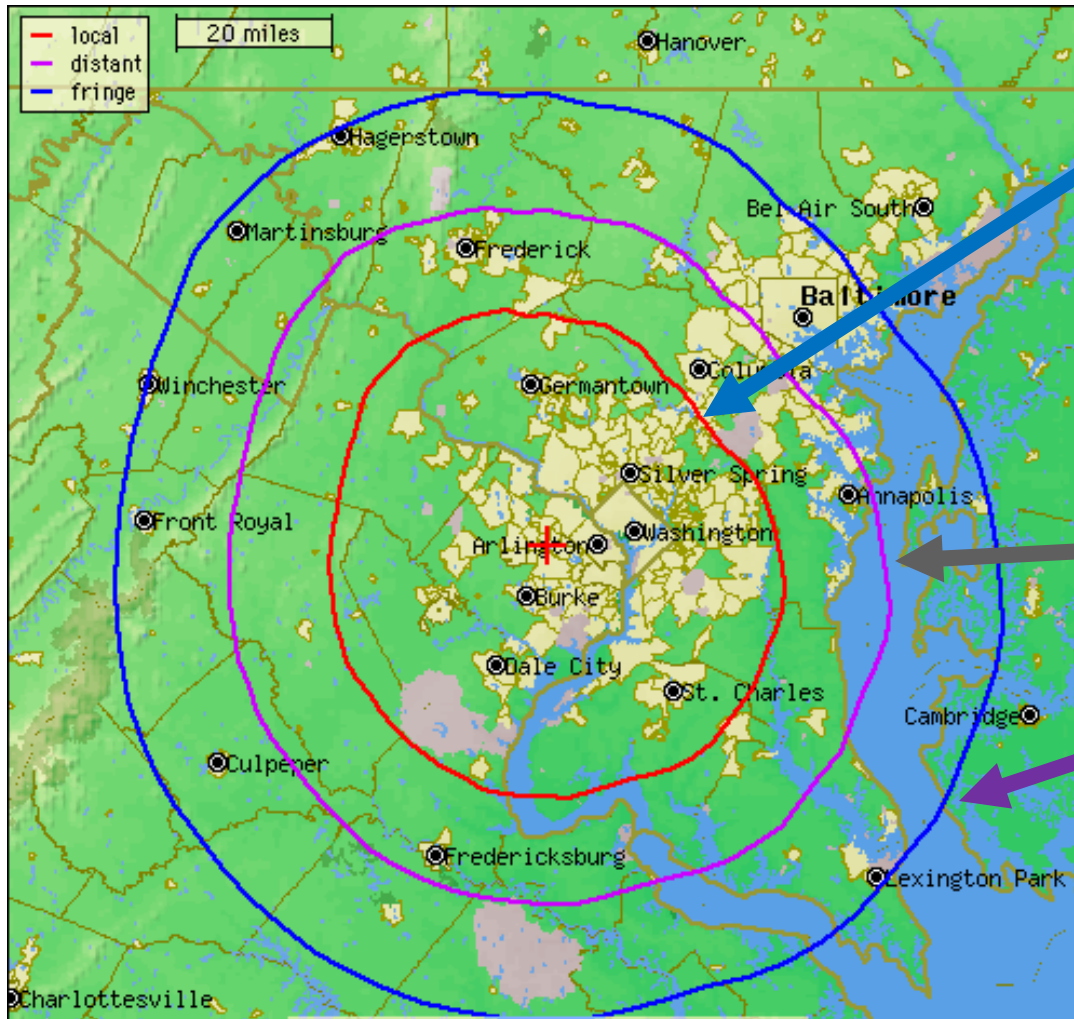 local
distant
fringe
20 miles
Hanover
Hagerstown
Bel Air South
Martinsburg
Frederick
Baltimore
Columbia
Winchester
Germantown
Silver Spring
Annapolis
Front Royal
Washington
Arlington
Burke
Dale City
St. Charles
Cambridge
Culpeper
Fredericksburg
Lexington Park
Charlottesville